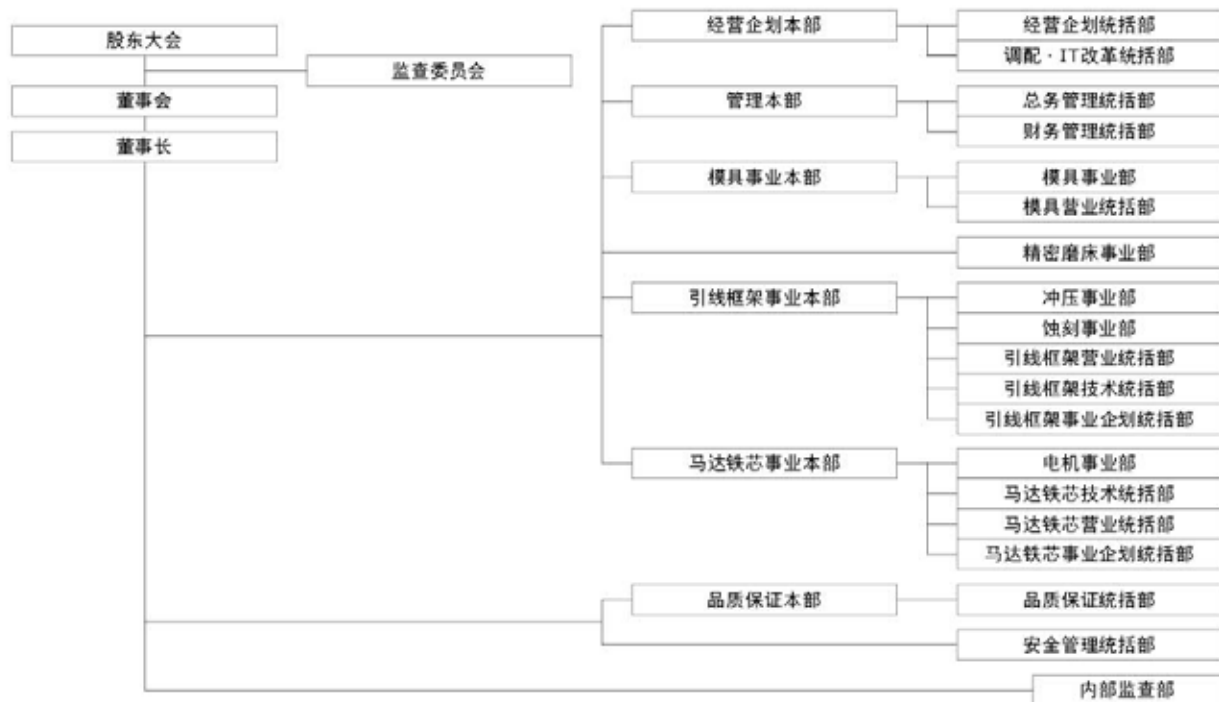 股东大会
监查委员会
董事会
董事长
经营企划本部
经营企划统括部
调配·IT改革统括部
管理本部
总务管理统括部
财务管理统括部
模具事业本部
模具事业部
模具营业统括部
精密磨床事业部
引线框架事业本部
冲压事业部
蚀刻事业部
引线框架营业统括部
引线框架技术统括部
引线框架事业企划统括部
马达铁芯事业本部
电机事业部
马达铁芯技术统括部
马达铁芯营业统括部
马达铁芯事业企划统括部
品质保证本部
品质保证统括部
安全管理统括部
内部监查部